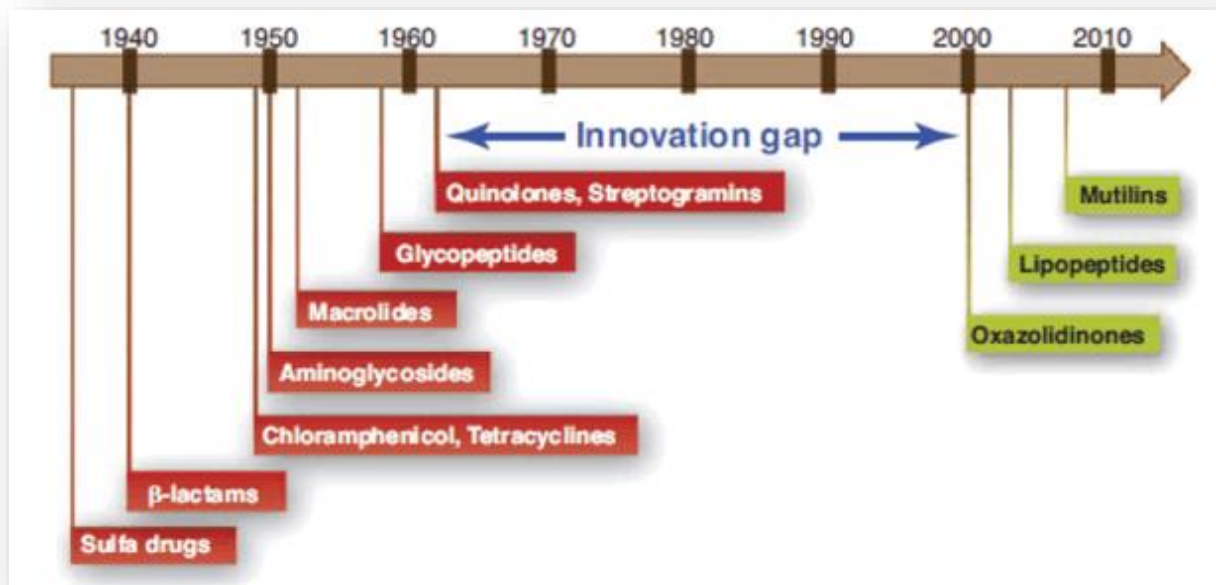 1940 1950 1960 1970 1980 1990 2000 2010
Innovation gap
Quinolones, Streptogramins
Mutilins
Glycopeptides
Lipopeptides
Macrolides
Oxazolidinones
Aminoglycosides
Chloramphenicol, Tetracyclines
β-lactams
Sulfa drugs